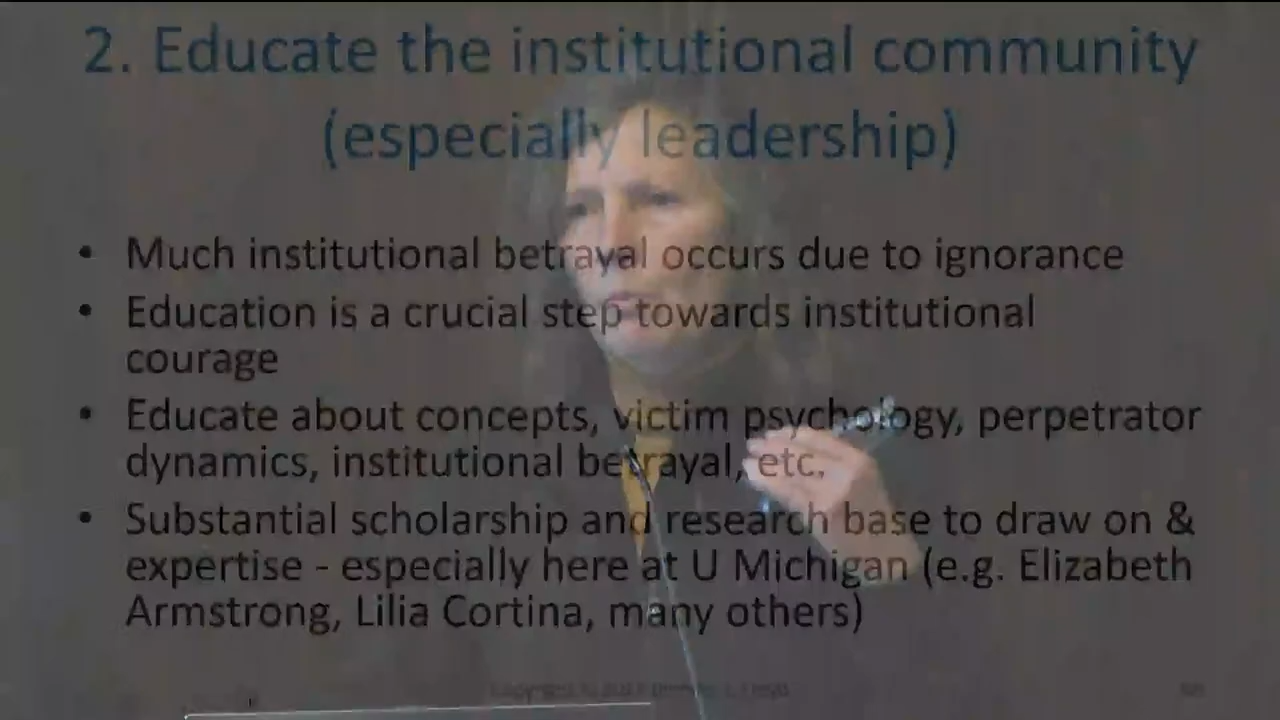 2. Educate the institutional community
(especially leadership)
• Much institutional betrayal occurs due to ignorance
• Education is a crucial step towards institutional
courage
• Educate about concepts, victim psychology, perpetrator
dynamics, institutional betrayal, etc.
• Substantial scholarship and research base to draw on &
expertise - especially here at U Michigan (e.g. Elizabeth
Armstrong, Lilia Cortina, many others)